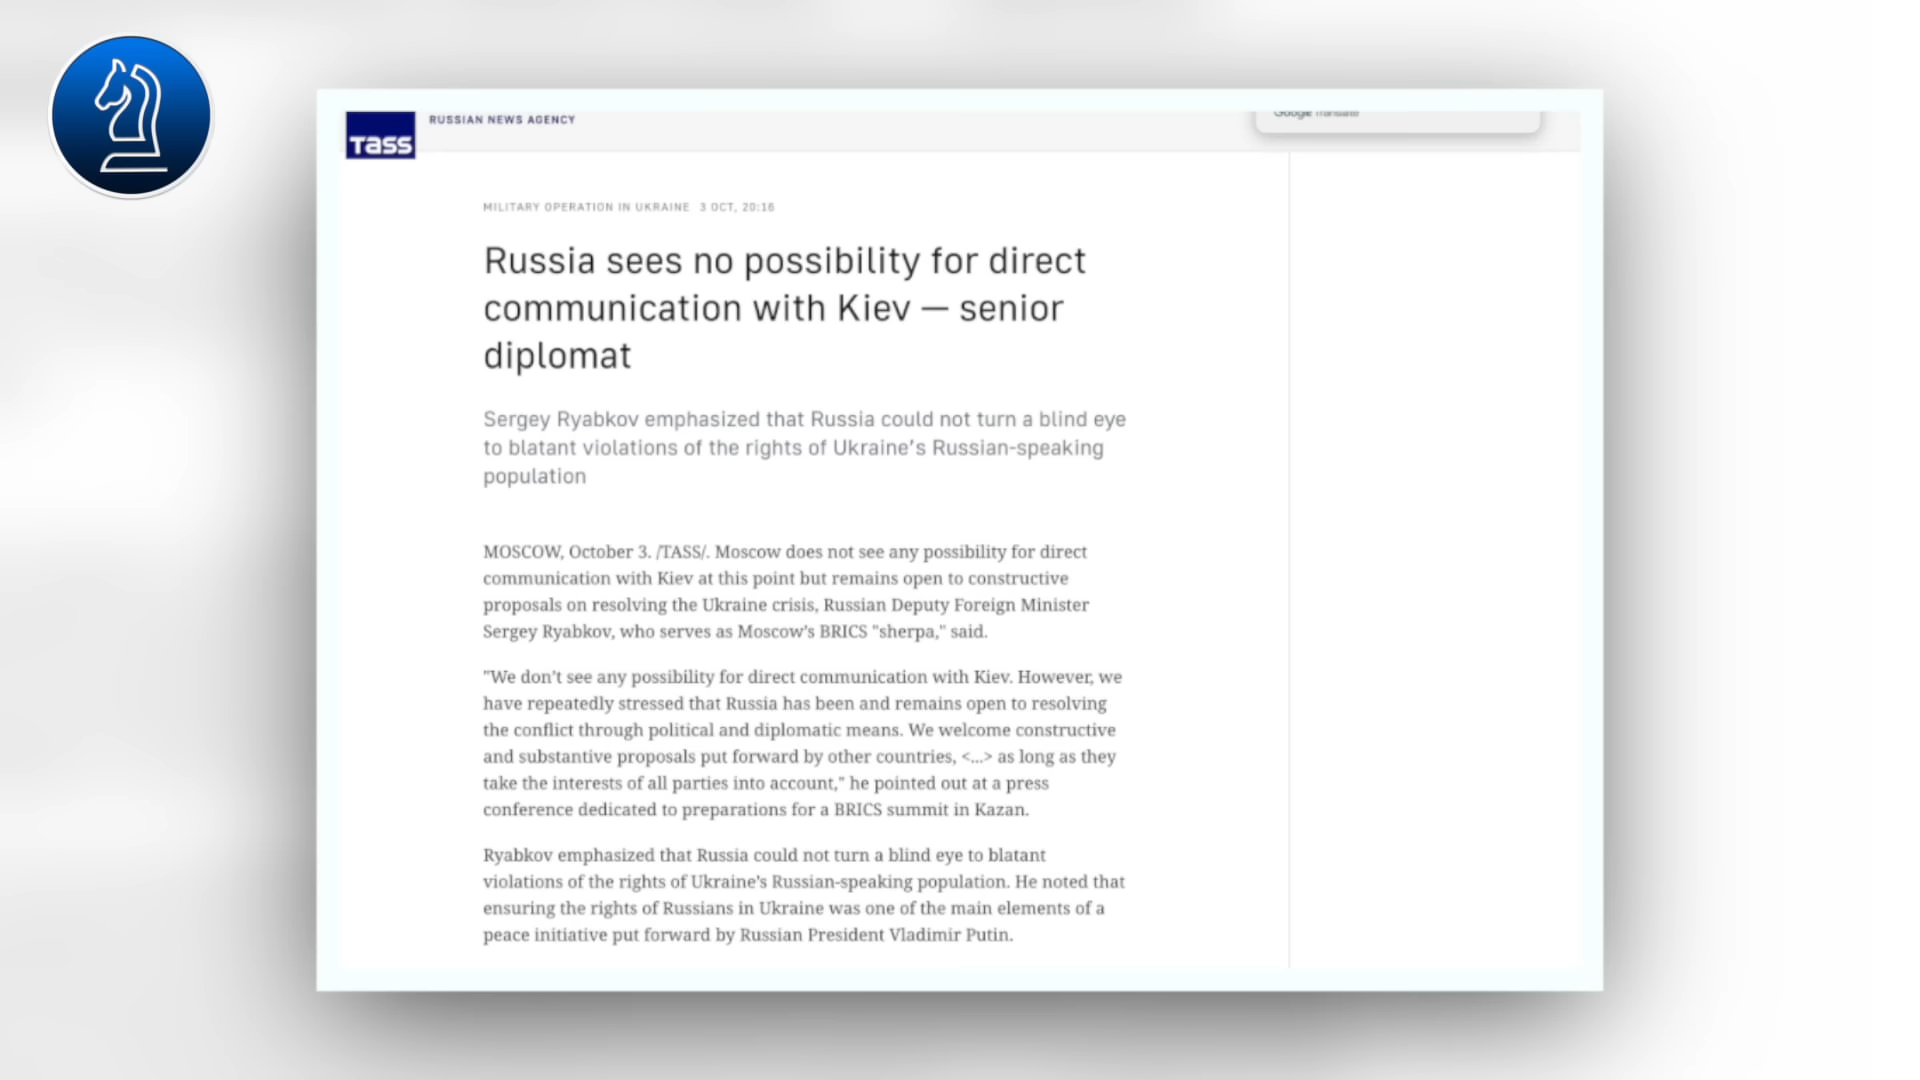 TASS
RUSSIAN NEWS AGENCY
Google Translate
MILITARY OPERATION IN UKRAINE 3 OCT, 20:16
Russia sees no possibility for direct
communication with Kiev — senior
diplomat
Sergey Ryabkov emphasized that Russia could not turn a blind eye
to blatant violations of the rights of Ukraine’s Russian-speaking
population
MOSCOW, October 3. /TASS/. Moscow does not see any possibility for direct
communication with Kiev at this point but remains open to constructive
proposals on resolving the Ukraine crisis, Russian Deputy Foreign Minister
Sergey Ryabkov, who serves as Moscow’s BRICS "sherpa," said.
"We don’t see any possibility for direct communication with Kiev. However, we
have repeatedly stressed that Russia has been and remains open to resolving
the conflict through political and diplomatic means. We welcome constructive
and substantive proposals put forward by other countries, <...> as long as they
take the interests of all parties into account," he pointed out at a press
conference dedicated to preparations for a BRICS summit in Kazan.
Ryabkov emphasized that Russia could not turn a blind eye to blatant
violations of the rights of Ukraine’s Russian-speaking population. He noted that
ensuring the rights of Russians in Ukraine was one of the main elements of a
peace initiative put forward by Russian President Vladimir Putin.